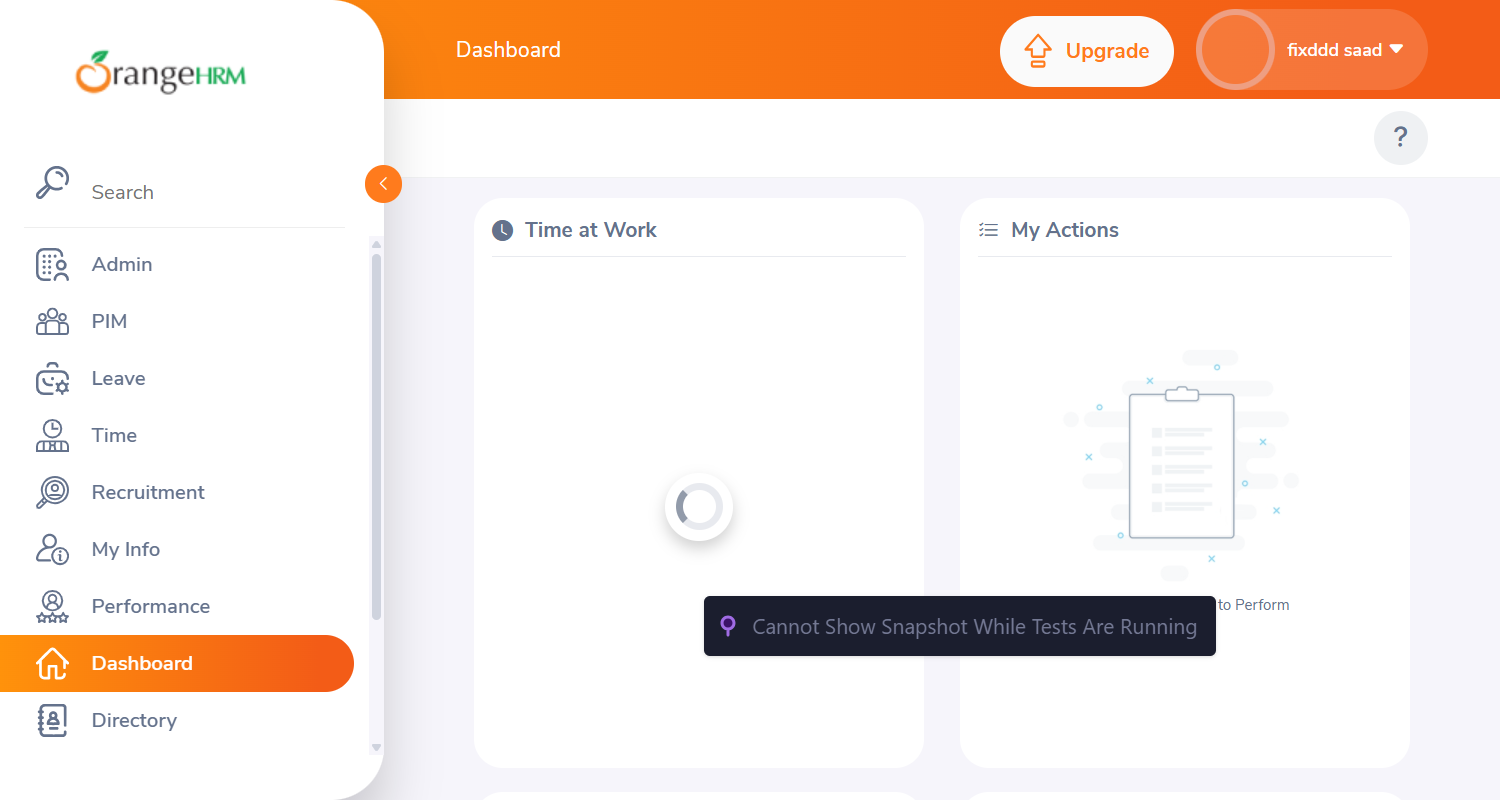 OrangeHRM
Dashboard
Upgrade
fixddd saad
?
Search
Admin
PIM
Leave
Time
Recruitment
My Info
Performance
Dashboard
Directory
Time at Work
My Actions
to Perform
Cannot Show Snapshot While Tests Are Running